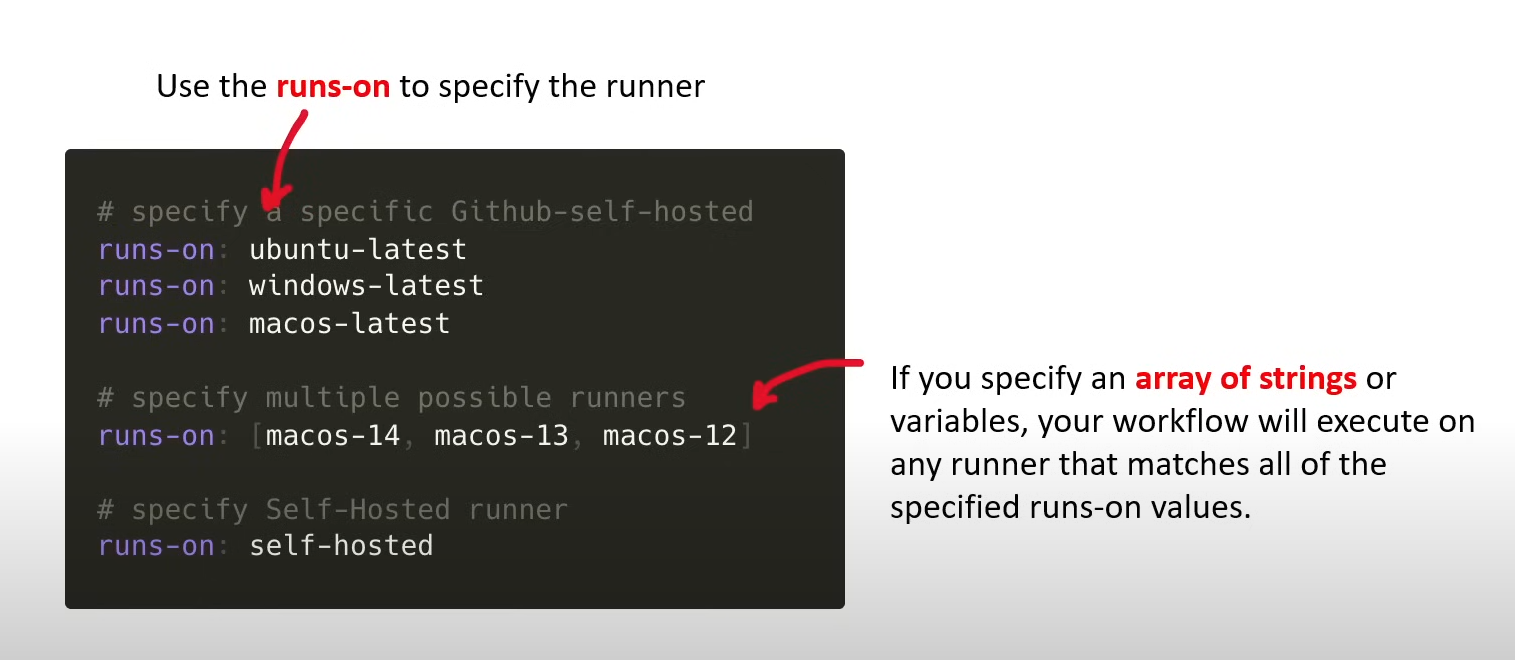 Use the runs-on to specify the runner
# specify a specific Github-self-hosted
runs-on: ubuntu-latest
runs-on: windows-latest
runs-on: macos-latest
# specify multiple possible runners
runs-on: [macos-14, macos-13, macos-12]
# specify Self-Hosted runner
runs-on: self-hosted
If you specify an array of strings or
variables, your workflow will execute on
any runner that matches all of the
specified runs-on values.